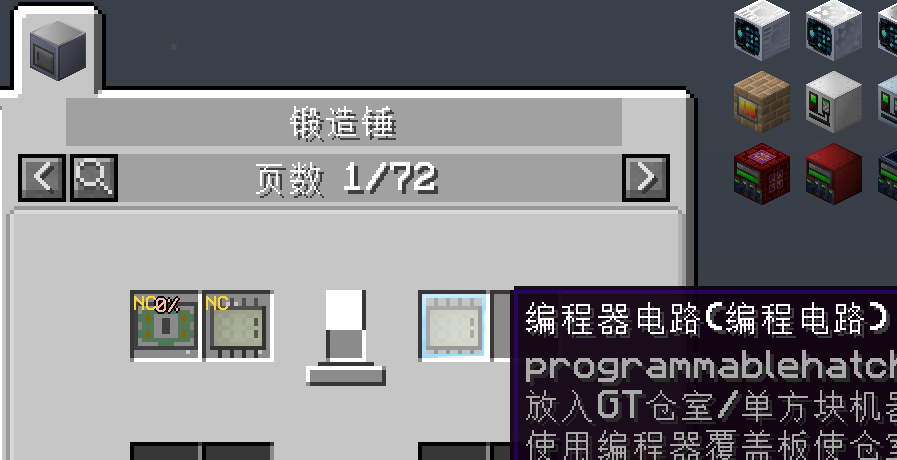 锻造锤
页数 1/72
NC 0% NC
编程器电路(编程电路)
programmablehatch
放入GT仓室/单方块机器
使用编程器覆盖板使仓室